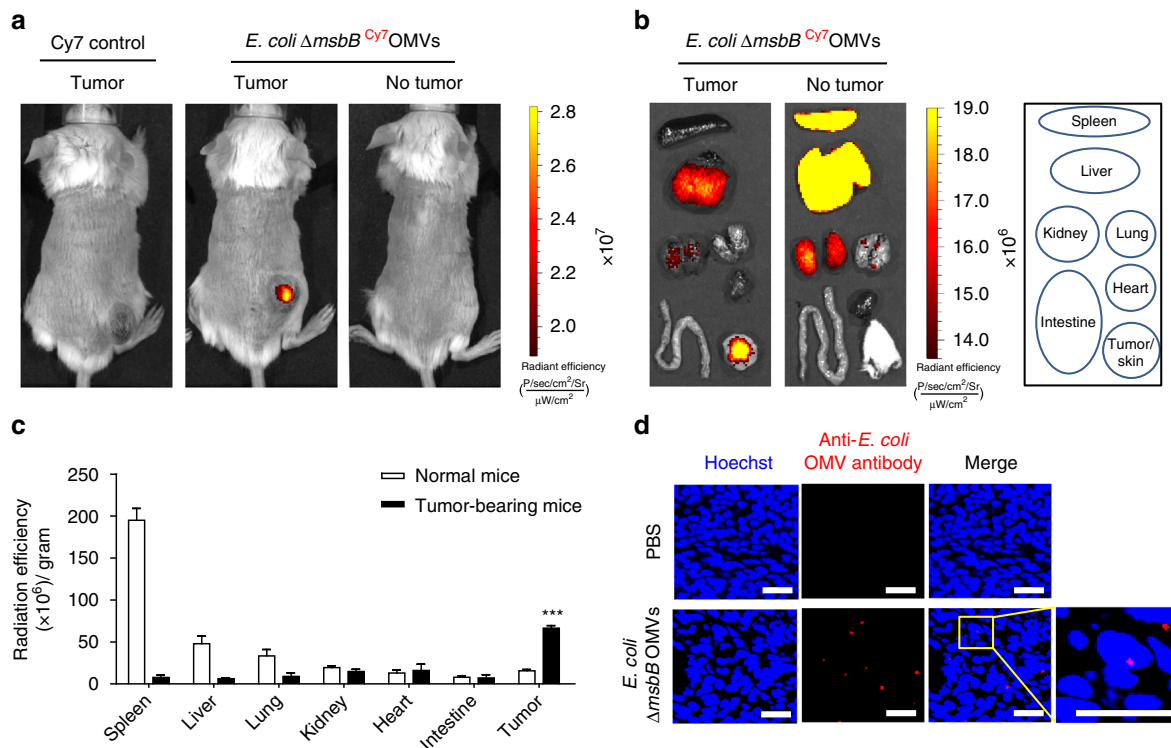 a
Cy7 control
E. coli ΔmsbB Cy7OMVs
Tumor
Tumor
No tumor
2.8
2.6
2.4
2.2
2.0
×10⁷
Radiant efficiency
(P/sec/cm²/Sr / μW/cm²)
b
E. coli ΔmsbB Cy7OMVs
Tumor
No tumor
19.0
18.0
17.0
16.0
15.0
14.0
×10⁶
Radiant efficiency
(P/sec/cm²/Sr / μW/cm²)
Spleen
Liver
Kidney
Lung
Heart
Intestine
Tumor/
skin
c
Radiation efficiency
(×10⁶)/ gram
250
200
150
100
50
0
Normal mice
Tumor-bearing mice
***
Spleen
Liver
Lung
Kidney
Heart
Intestine
Tumor
d
Hoechst
Anti-E. coli
OMV antibody
Merge
PBS
E. coli
ΔmsbB OMVs